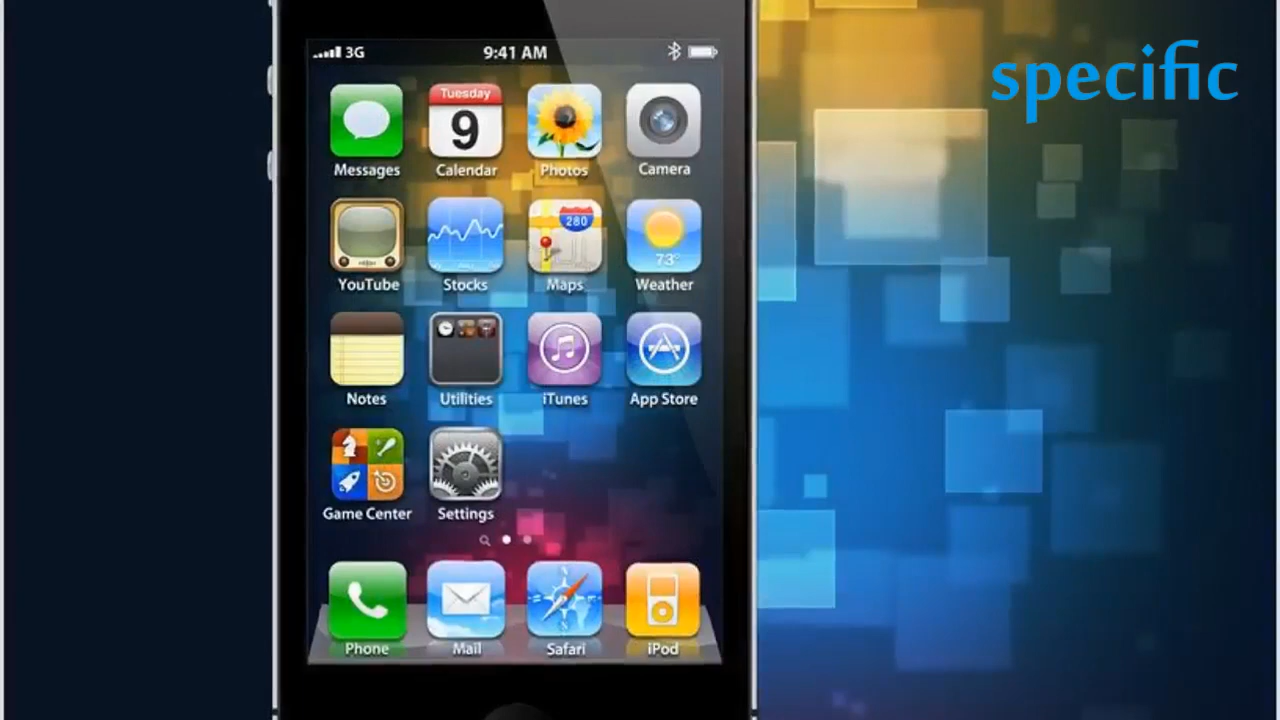 3G 9:41 AM
specific
Tuesday
9
Messages Calendar Photos Camera
280
73°
YouTube Stocks Maps Weather
Notes Utilities iTunes App Store
Game Center Settings
N
S
Phone Mail Safari iPod